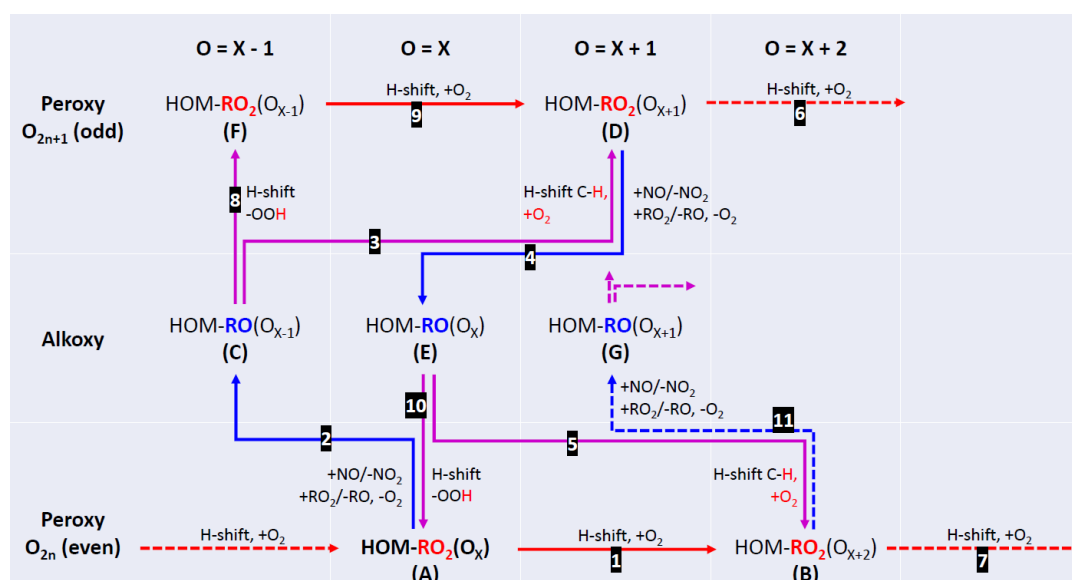 O = X - 1 O = X O = X + 1 O = X + 2
Peroxy
O2n+1 (odd)
HOM-RO2(OX-1)
(F)
H-shift, +O2
9
HOM-RO2(OX+1)
(D)
H-shift, +O2
6
8
H-shift
-OOH
H-shift C-H,
+O2
+NO/-NO2
+RO2/-RO, -O2
3
4
Alkoxy
HOM-RO(OX-1)
(C)
HOM-RO(OX)
(E)
HOM-RO(OX+1)
(G)
10
+NO/-NO2
+RO2/-RO, -O2
11
2
5
+NO/-NO2
+RO2/-RO, -O2
H-shift
-OOH
H-shift C-H,
+O2
Peroxy
O2n (even)
H-shift, +O2
HOM-RO2(OX)
(A)
H-shift, +O2
1
HOM-RO2(OX+2)
(B)
H-shift, +O2
7